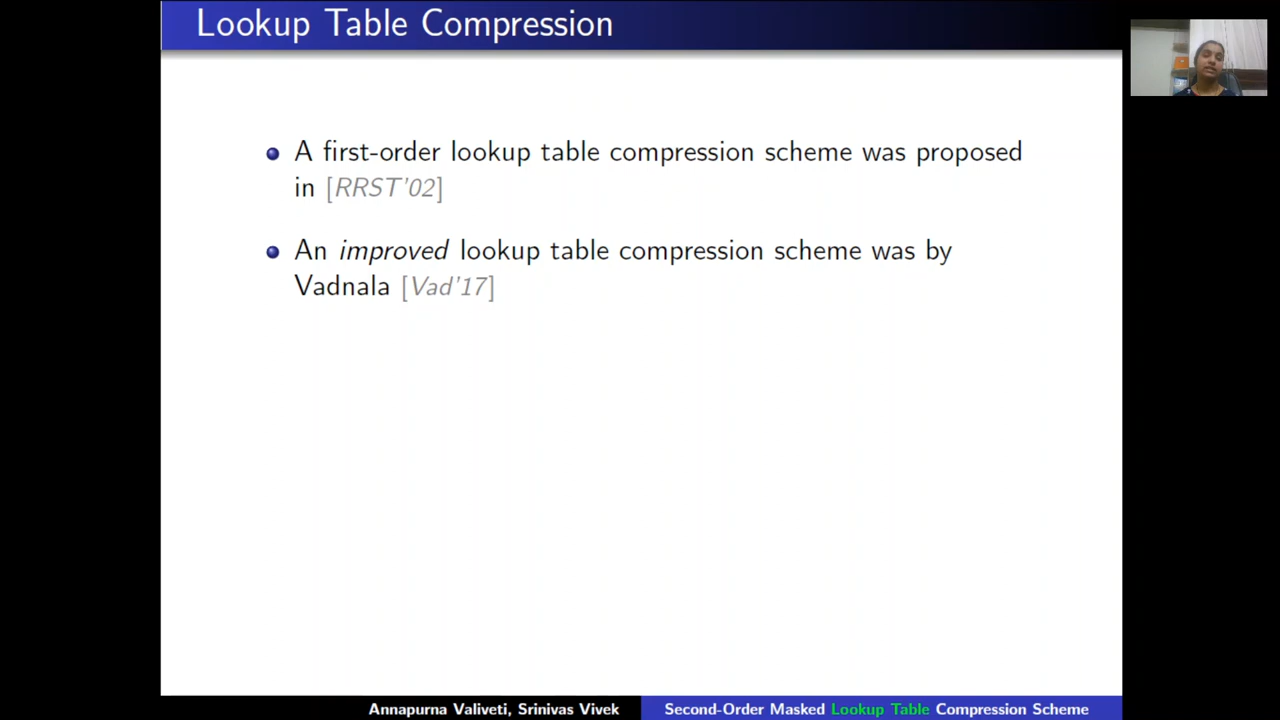 Lookup Table Compression
A first-order lookup table compression scheme was proposed
in [RRST'02]
An improved lookup table compression scheme was by
Vadnala [Vad'17]
Annapurna Valiveti, Srinivas Vivek
Second-Order Masked Lookup Table Compression Scheme